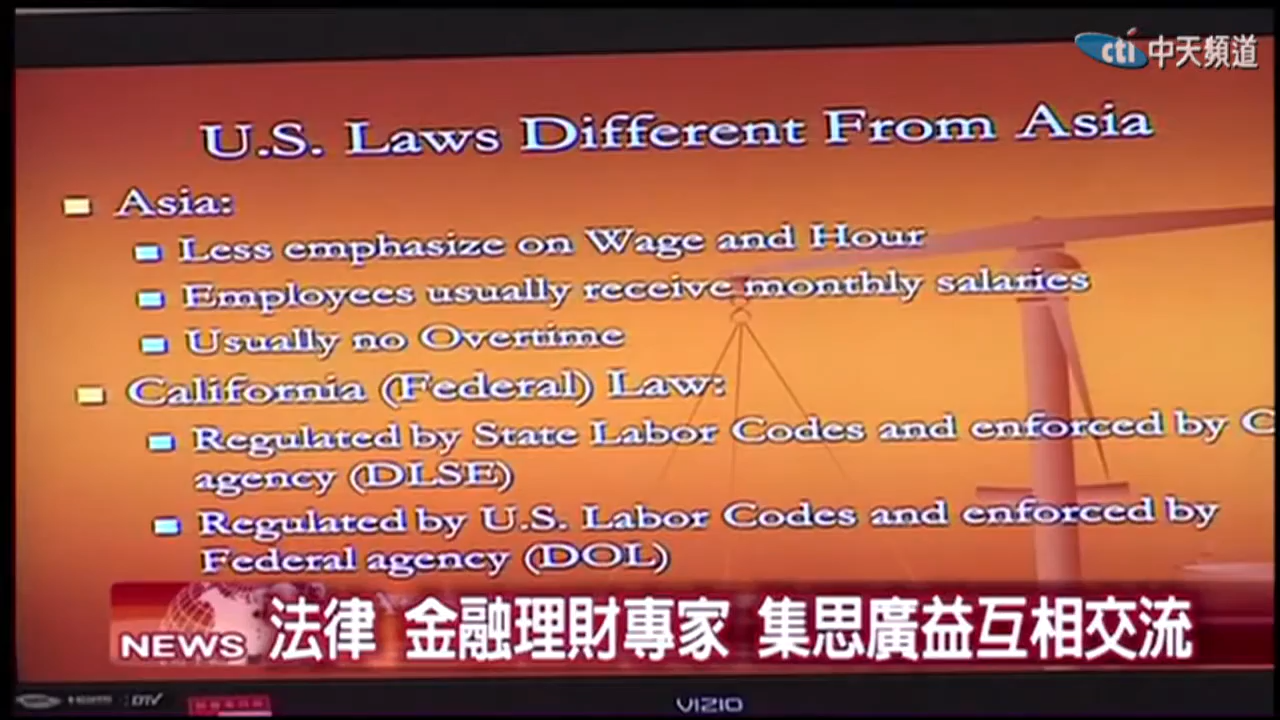 cti 中天頻道
U.S. Laws Different From Asia
Asia:
Less emphasize on Wage and Hour
Employees usually receive monthly salaries
Usually no Overtime
California (Federal) Law:
Regulated by State Labor Codes and enforced by C
agency (DLSE)
Regulated by U.S. Labor Codes and enforced by
Federal agency (DOL)
NEWS 法律 金融理財專家 集思廣益互相交流
HDMI DTV
VIZIO